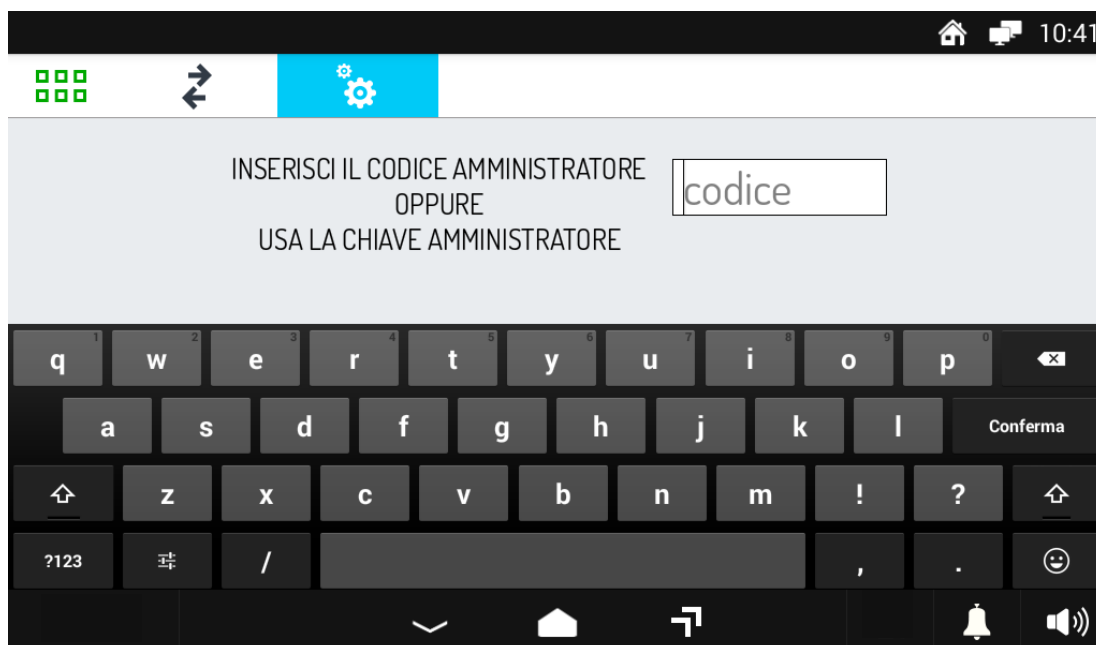 10:41
INSERISCI IL CODICE AMMINISTRATORE
OPPURE
USA LA CHIAVE AMMINISTRATORE
codice
1 2 3 4 5 6 7 8 9 0
q w e r t y u i o p
a s d f g h j k l Conferma
z x c v b n m ! ?
?123 / , .